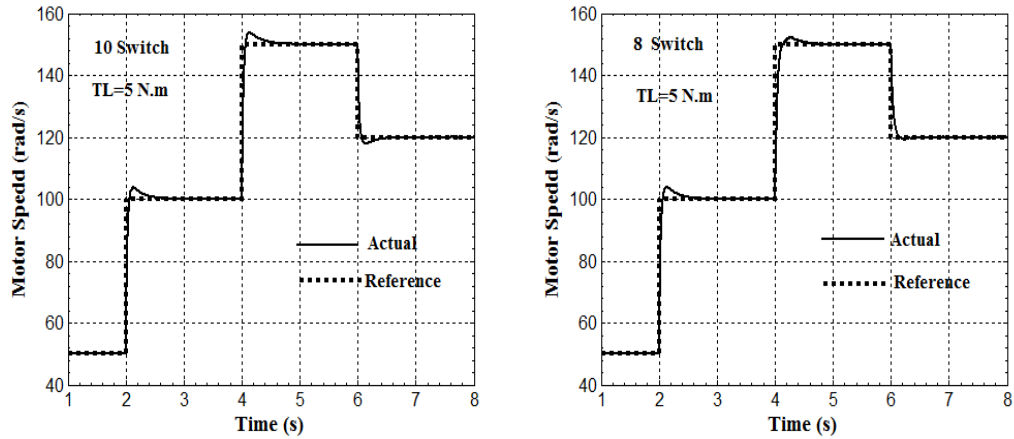 160
140
120
100
80
60
40
Motor Spedd (rad/s)
10 Switch
TL=5 N.m
Actual
Reference
1 2 3 4 5 6 7 8
Time (s)
160
140
120
100
80
60
40
Motor Spedd (rad/s)
8 Switch
TL=5 N.m
Actual
Reference
1 2 3 4 5 6 7 8
Time (s)